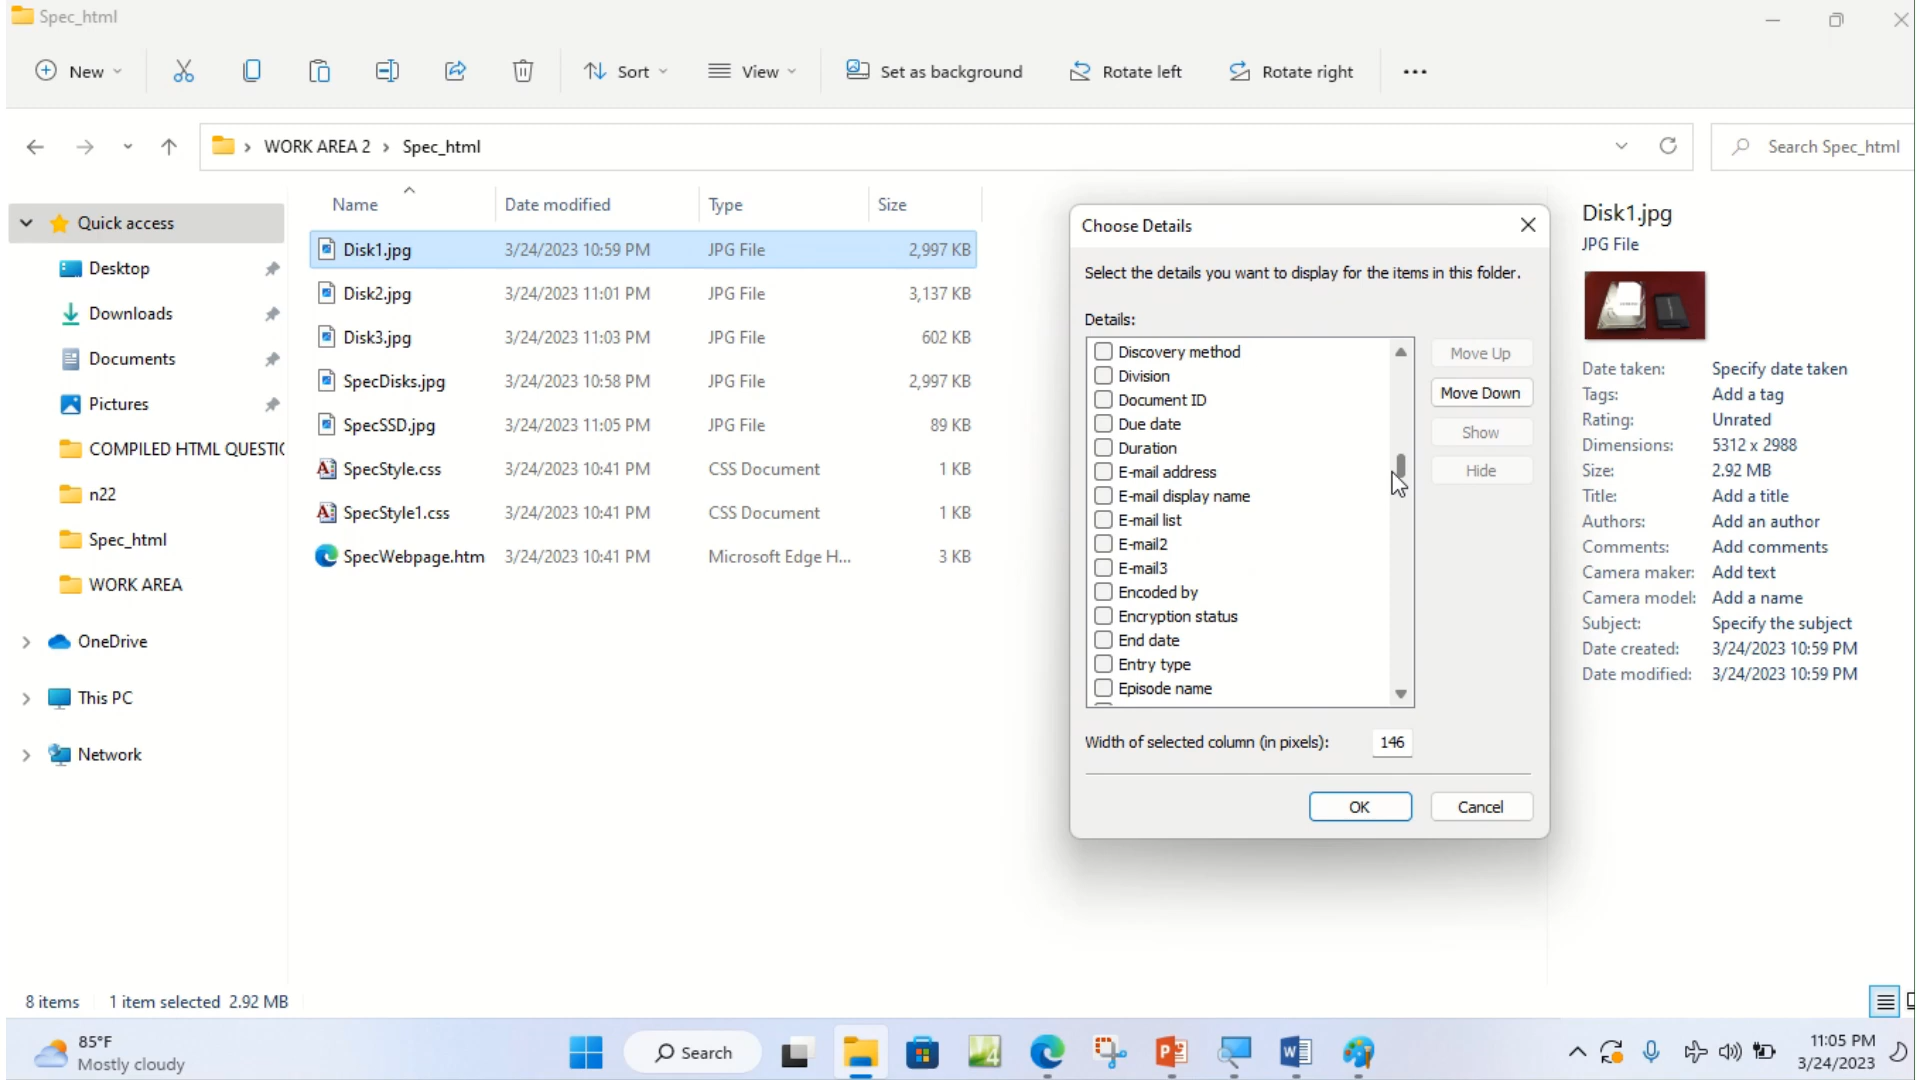 Spec_html
New
Sort
View
Set as background
Rotate left
Rotate right
WORK AREA 2 > Spec_html
Search Spec_html
Quick access
Desktop
Downloads
Documents
Pictures
COMPILED HTML QUESTIO
n22
Spec_html
WORK AREA
OneDrive
This PC
Network
Name Date modified Type Size
Disk1.jpg 3/24/2023 10:59 PM JPG File 2,997 KB
Disk2.jpg 3/24/2023 11:01 PM JPG File 3,137 KB
Disk3.jpg 3/24/2023 11:03 PM JPG File 602 KB
SpecDisks.jpg 3/24/2023 10:58 PM JPG File 2,997 KB
SpecSSD.jpg 3/24/2023 11:05 PM JPG File 89 KB
SpecStyle.css 3/24/2023 10:41 PM CSS Document 1 KB
SpecStyle1.css 3/24/2023 10:41 PM CSS Document 1 KB
SpecWebpage.htm 3/24/2023 10:41 PM Microsoft Edge H... 3 KB
Choose Details
Select the details you want to display for the items in this folder.
Details:
Discovery method
Division
Document ID
Due date
Duration
E-mail address
E-mail display name
E-mail list
E-mail2
E-mail3
Encoded by
Encryption status
End date
Entry type
Episode name
Move Up
Move Down
Show
Hide
Width of selected column (in pixels): 146
OK
Cancel
Disk1.jpg
JPG File
Date taken: Specify date taken
Tags: Add a tag
Rating: Unrated
Dimensions: 5312 x 2988
Size: 2.92 MB
Title: Add a title
Authors: Add an author
Comments: Add comments
Camera maker: Add text
Camera model: Add a name
Subject: Specify the subject
Date created: 3/24/2023 10:59 PM
Date modified: 3/24/2023 10:59 PM
8 items 1 item selected 2.92 MB
85°F
Mostly cloudy
Search
11:05 PM
3/24/2023